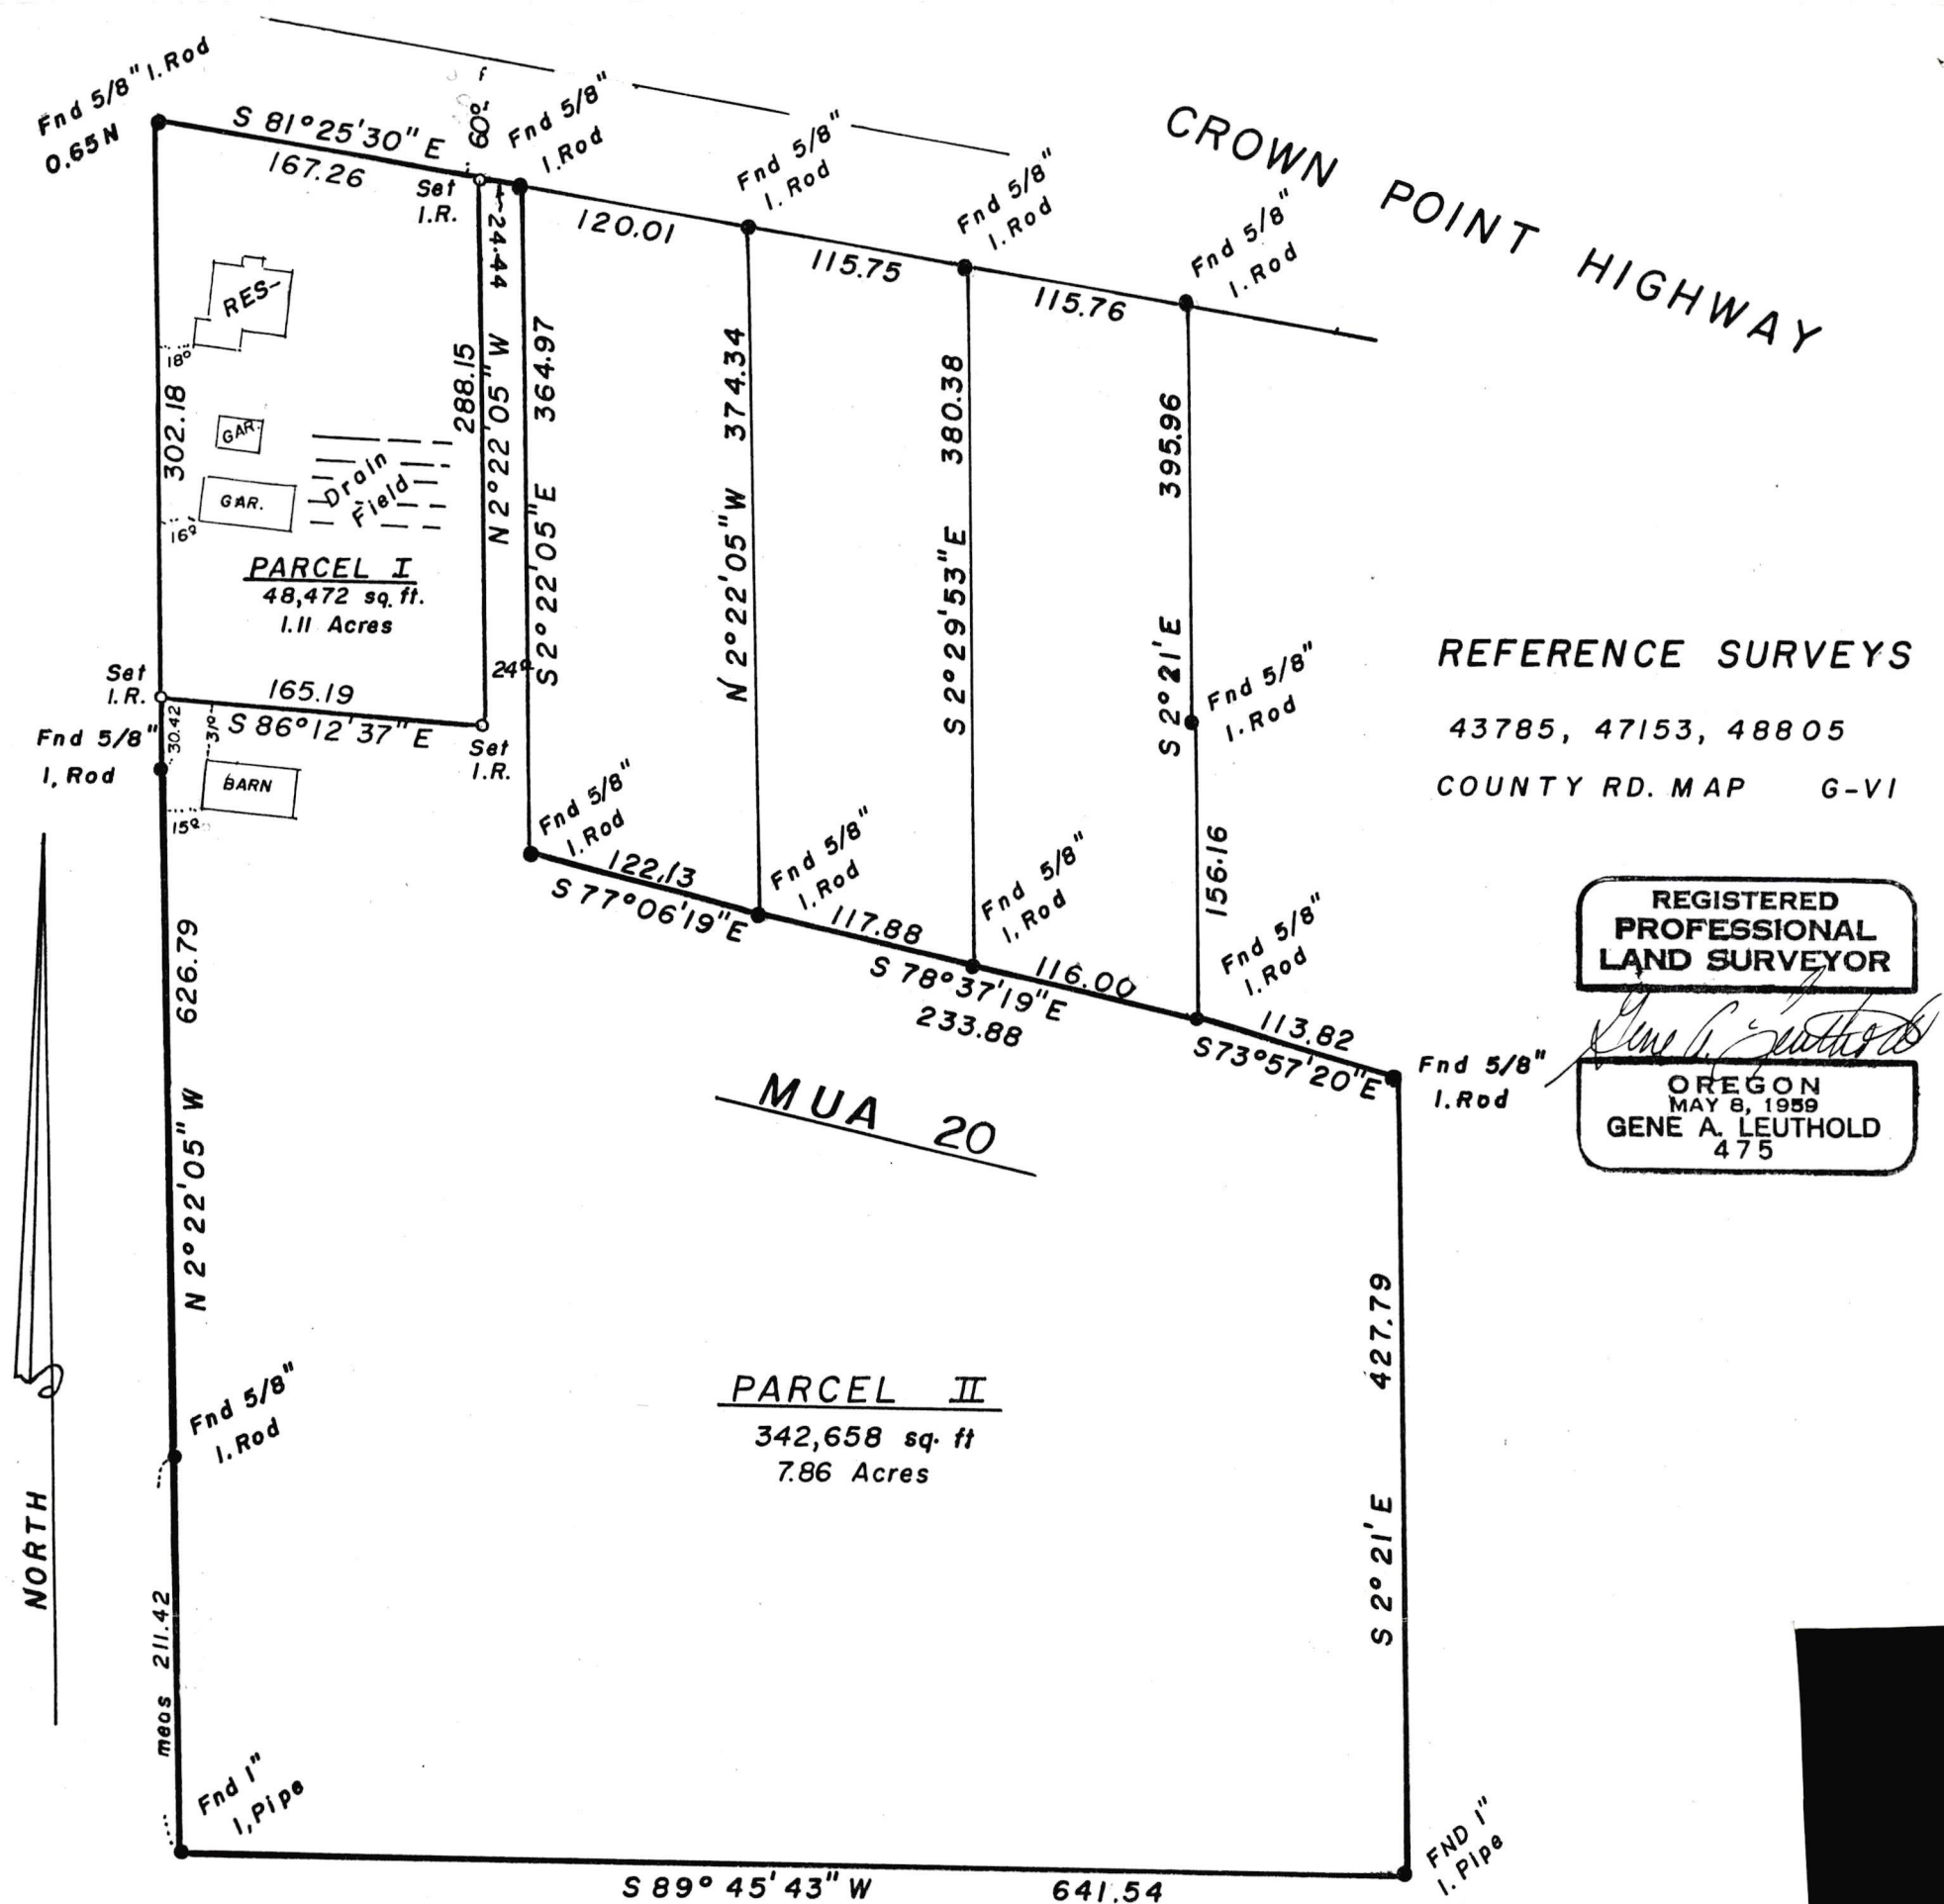 Fnd 5/8" I. Rod
0.65 N
S 81°25'30" E
167.26
60.0'
Set
I.R.
24.44
Fnd 5/8"
I. Rod
120.01
Fnd 5/8"
I. Rod
115.75
Fnd 5/8"
I. Rod
115.76
Fnd 5/8"
I. Rod
CROWN POINT HIGHWAY
RES-
18⁰
302.18
GAR.
GAR.
16⁰
Drain
Field
288.15
N 2°22'05" W
S 2°22'05" E 364.97
N 2°22'05" W 374.34
S 2°29'53" E 380.38
S 2°21' E 395.96
PARCEL I
48,472 sq. ft.
1.11 Acres
24⁰
Set
I.R.
165.19
S 86°12'37" E
Set
I.R.
Fnd 5/8"
I. Rod
30.42
31⁰
BARN
15⁰
Fnd 5/8"
I. Rod
156.16
REFERENCE SURVEYS
43785, 47153, 48805
COUNTY RD. MAP G-VI
Fnd 5/8"
I. Rod
122.13
S 77°06'19" E
Fnd 5/8"
I. Rod
117.88
S 78°37'19" E
233.88
Fnd 5/8"
I. Rod
116.00
Fnd 5/8"
I. Rod
113.82
S 73°57'20" E
Fnd 5/8"
I. Rod
REGISTERED
PROFESSIONAL
LAND SURVEYOR
Gene A. Leuthold
OREGON
MAY 8, 1959
GENE A. LEUTHOLD
475
MUA 20
N 2°22'05" W 626.79
Fnd 5/8"
I. Rod
PARCEL II
342,658 sq. ft
7.86 Acres
S 2°21' E 427.79
NORTH
meas 211.42
Fnd 1"
I. Pipe
S 89°45'43" W 641.54
FND 1"
I. Pipe